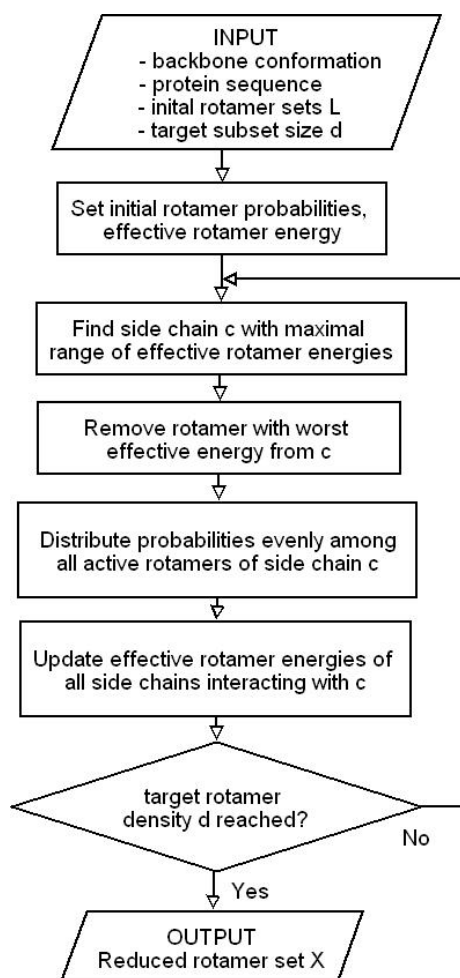 INPUT
- backbone conformation
- protein sequence
- inital rotamer sets L
- target subset size d
Set initial rotamer probabilities,
effective rotamer energy
Find side chain c with maximal
range of effective rotamer energies
Remove rotamer with worst
effective energy from c
Distribute probabilities evenly among
all active rotamers of side chain c
Update effective rotamer energies of
all side chains interacting with c
target rotamer
density d reached?
No
Yes
OUTPUT
Reduced rotamer set X